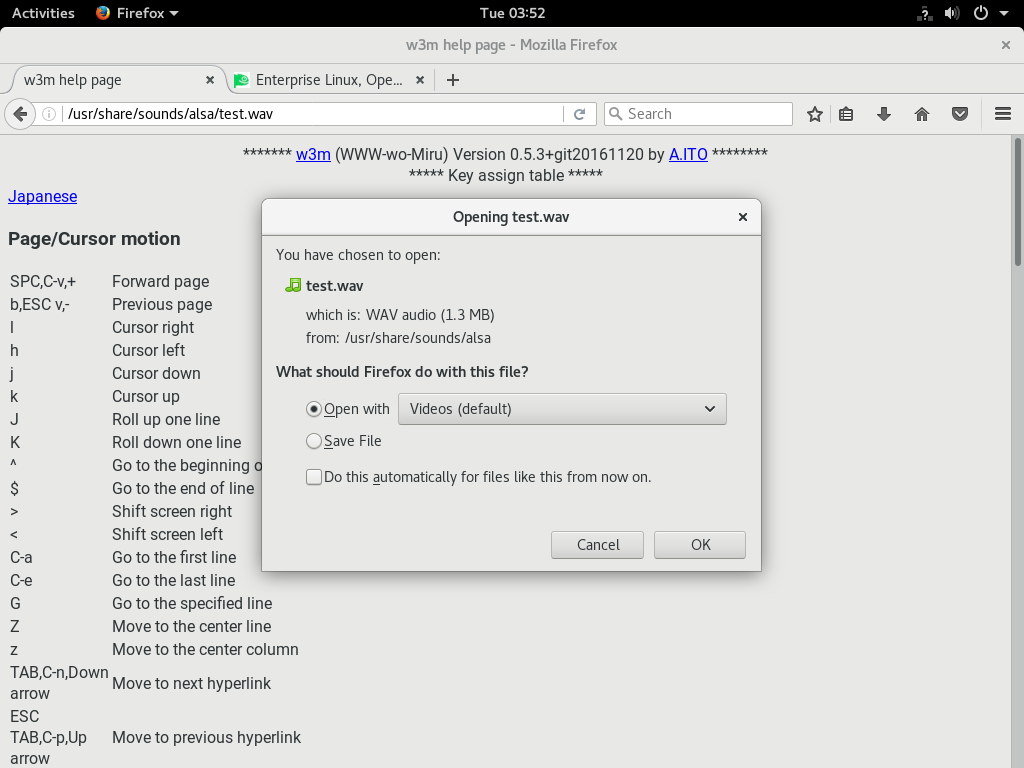 Activities Firefox Tue 03:52
w3m help page - Mozilla Firefox
w3m help page Enterprise Linux, Ope...
/usr/share/sounds/alsa/test.wav Search
******* w3m (WWW-wo-Miru) Version 0.5.3+git20161120 by A.ITO ********
***** Key assign table *****
Japanese
Page/Cursor motion
SPC,C-v,+ Forward page
b,ESC v,- Previous page
l Cursor right
h Cursor left
j Cursor down
k Cursor up
J Roll up one line
K Roll down one line
^ Go to the beginning o
$ Go to the end of line
> Shift screen right
< Shift screen left
C-a Go to the first line
C-e Go to the last line
G Go to the specified line
Z Move to the center line
z Move to the center column
TAB,C-n,Down
arrow Move to next hyperlink
ESC
TAB,C-p,Up
arrow Move to previous hyperlink
Opening test.wav
You have chosen to open:
test.wav
which is: WAV audio (1.3 MB)
from: /usr/share/sounds/alsa
What should Firefox do with this file?
Open with Videos (default)
Save File
Do this automatically for files like this from now on.
Cancel OK